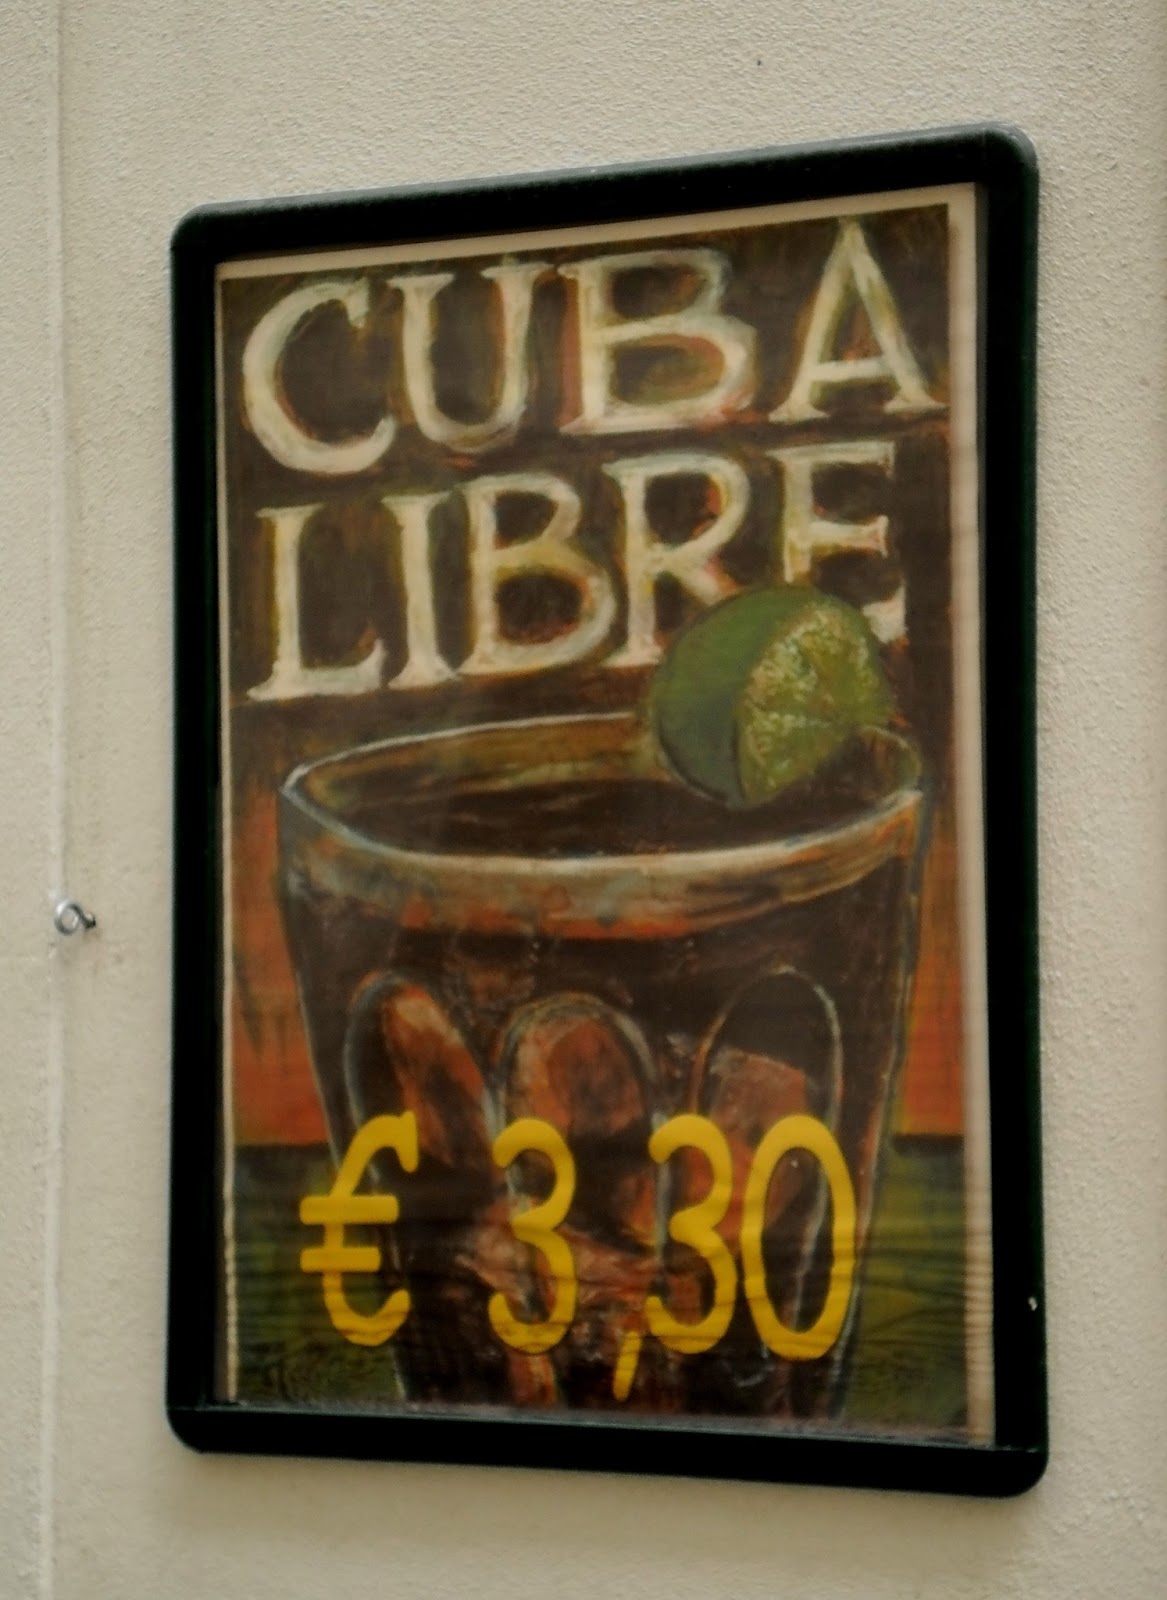 CUBA
LIBRE
€ 3,30